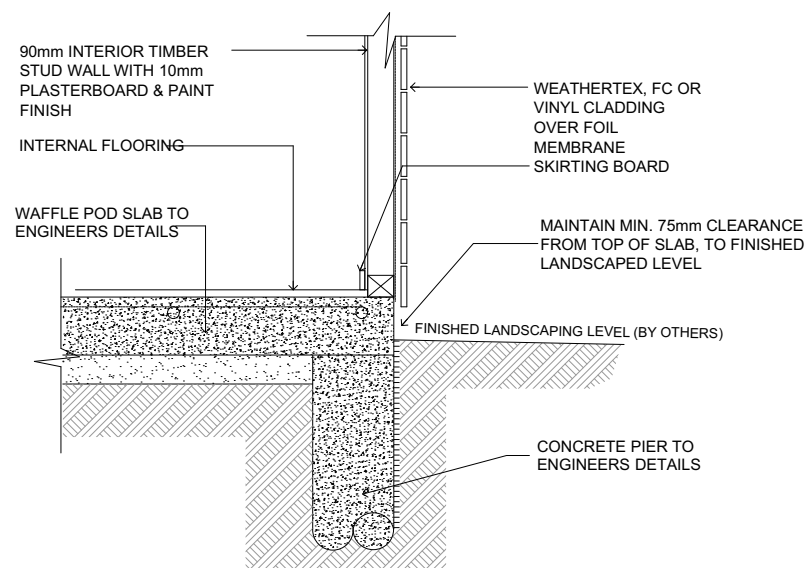 90mm INTERIOR TIMBER
STUD WALL WITH 10mm
PLASTERBOARD & PAINT
FINISH
INTERNAL FLOORING
WAFFLE POD SLAB TO
ENGINEERS DETAILS
WEATHERTEX, FC OR
VINYL CLADDING
OVER FOIL
MEMBRANE
SKIRTING BOARD
MAINTAIN MIN. 75mm CLEARANCE
FROM TOP OF SLAB, TO FINISHED
LANDSCAPED LEVEL
FINISHED LANDSCAPING LEVEL (BY OTHERS)
CONCRETE PIER TO
ENGINEERS DETAILS